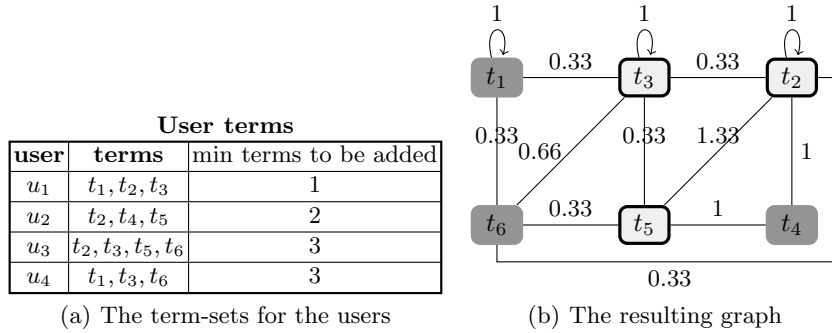 User terms
user terms min terms to be added
u₁ t₁, t₂, t₃ 1
u₂ t₂, t₄, t₅ 2
u₃ t₂, t₃, t₅, t₆ 3
u₄ t₁, t₃, t₆ 3
(a) The term-sets for the users
1 1 1
0.33 0.33
t₁ t₃ t₂
0.33 0.66 0.33 1.33 1
0.33 1
t₆ t₅ t₄
0.33
(b) The resulting graph